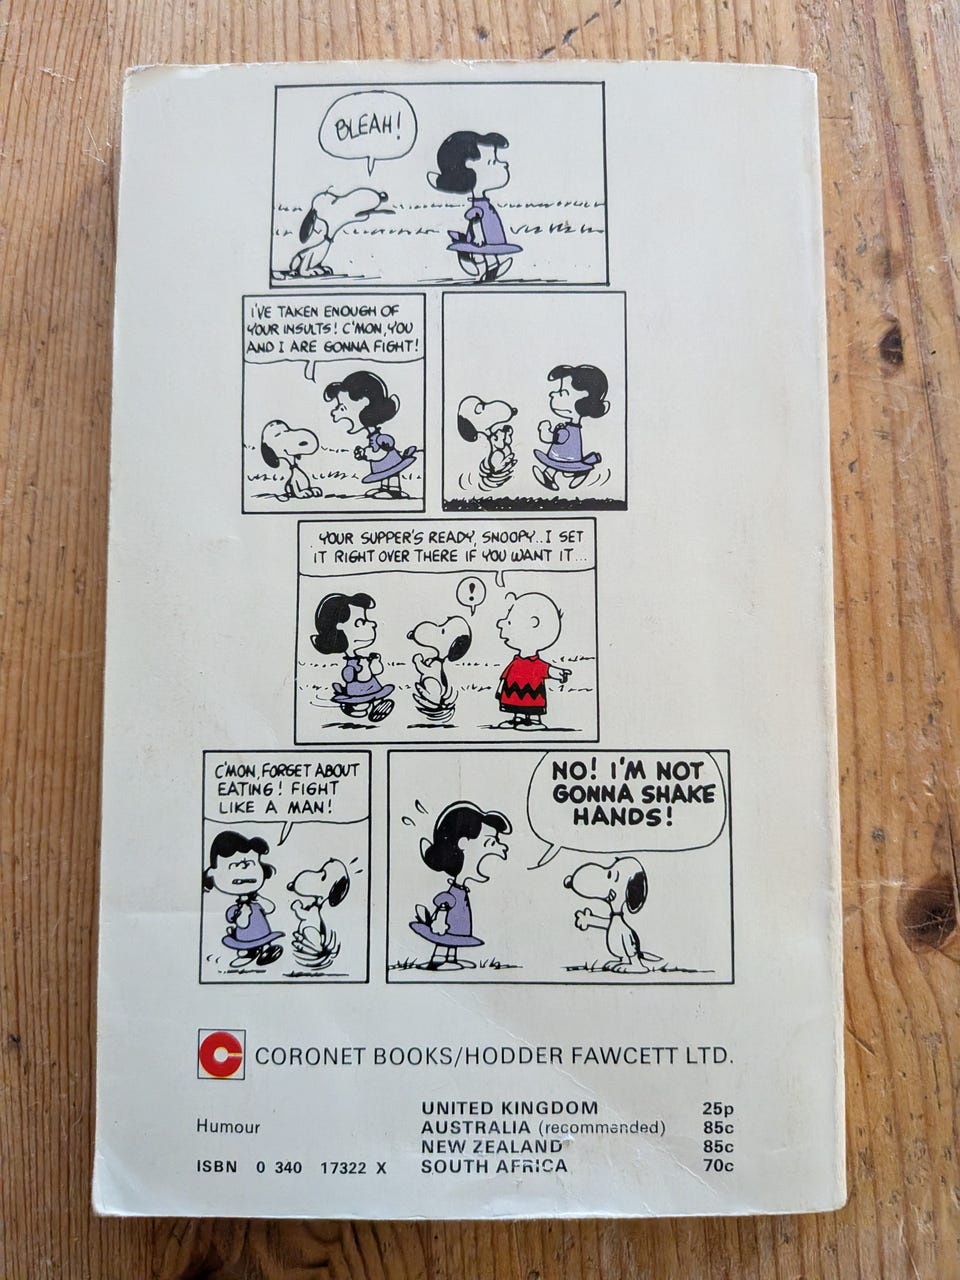 BLEAH!
I'VE TAKEN ENOUGH OF
YOUR INSULTS! C'MON, YOU
AND I ARE GONNA FIGHT!
YOUR SUPPER'S READY, SNOOPY.. I SET
IT RIGHT OVER THERE IF YOU WANT IT...
!
C'MON, FORGET ABOUT
EATING! FIGHT
LIKE A MAN!
NO! I'M NOT
GONNA SHAKE
HANDS!
CORONET BOOKS/HODDER FAWCETT LTD.
UNITED KINGDOM 25p
Humour AUSTRALIA (recommended) 85c
NEW ZEALAND 85c
ISBN 0 340 17322 X SOUTH AFRICA 70c